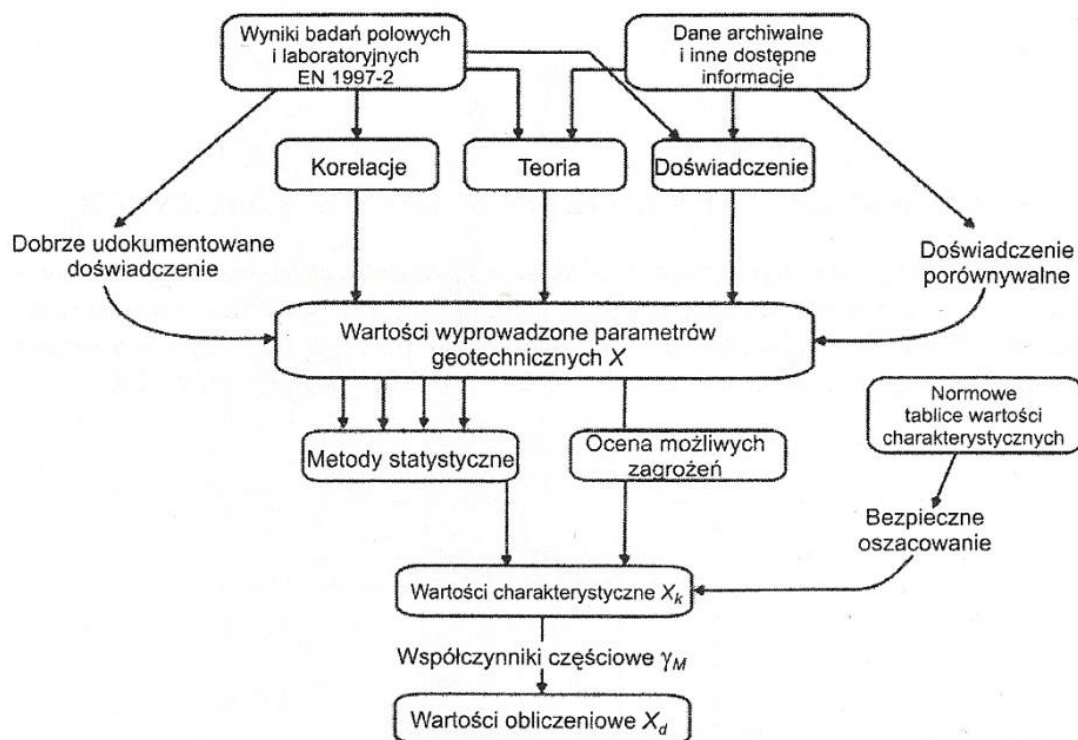 Wyniki badań polowych
i laboratoryjnych
EN 1997-2
Dane archiwalne
i inne dostępne
informacje
Korelacje
Teoria
Doświadczenie
Dobrze udokumentowane
doświadczenie
Doświadczenie
porównywalne
Wartości wyprowadzone parametrów
geotechnicznych X
Normowe
tablice wartości
charakterystycznych
Metody statystyczne
Ocena możliwych
zagrożeń
Bezpieczne
oszacowanie
Wartości charakterystyczne Xk
Współczynniki częściowe γM
Wartości obliczeniowe Xd